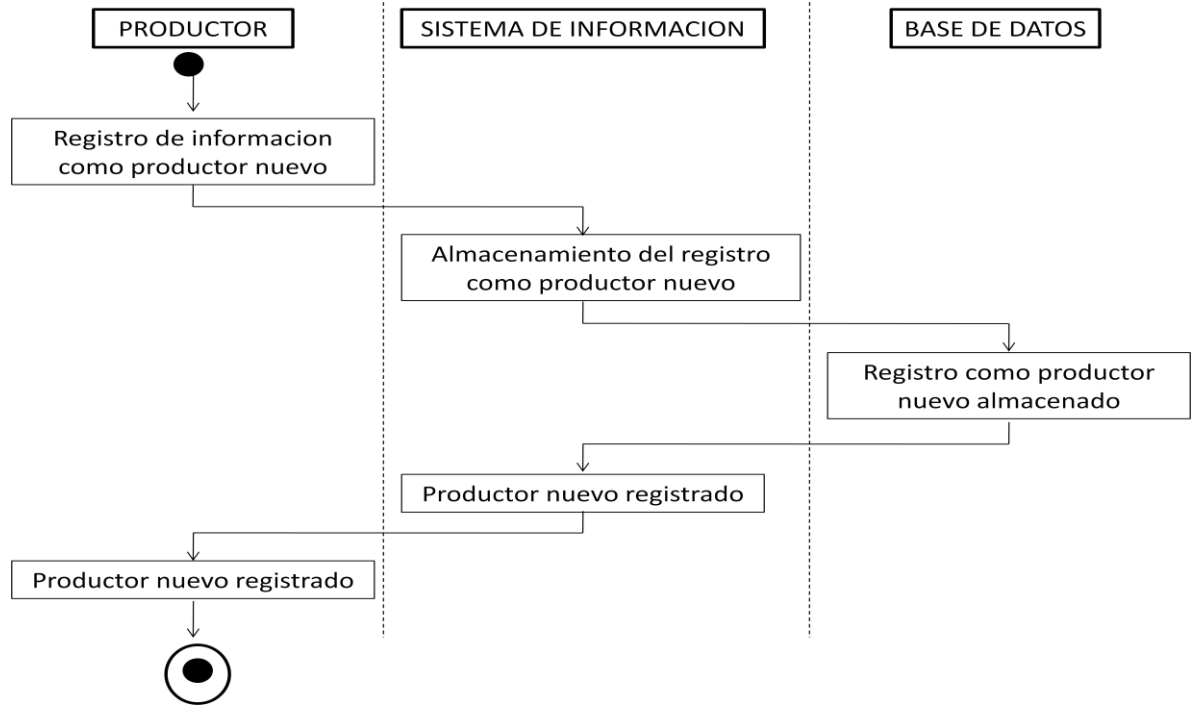 PRODUCTOR
SISTEMA DE INFORMACION
BASE DE DATOS
Registro de informacion
como productor nuevo
Almacenamiento del registro
como productor nuevo
Registro como productor
nuevo almacenado
Productor nuevo registrado
Productor nuevo registrado